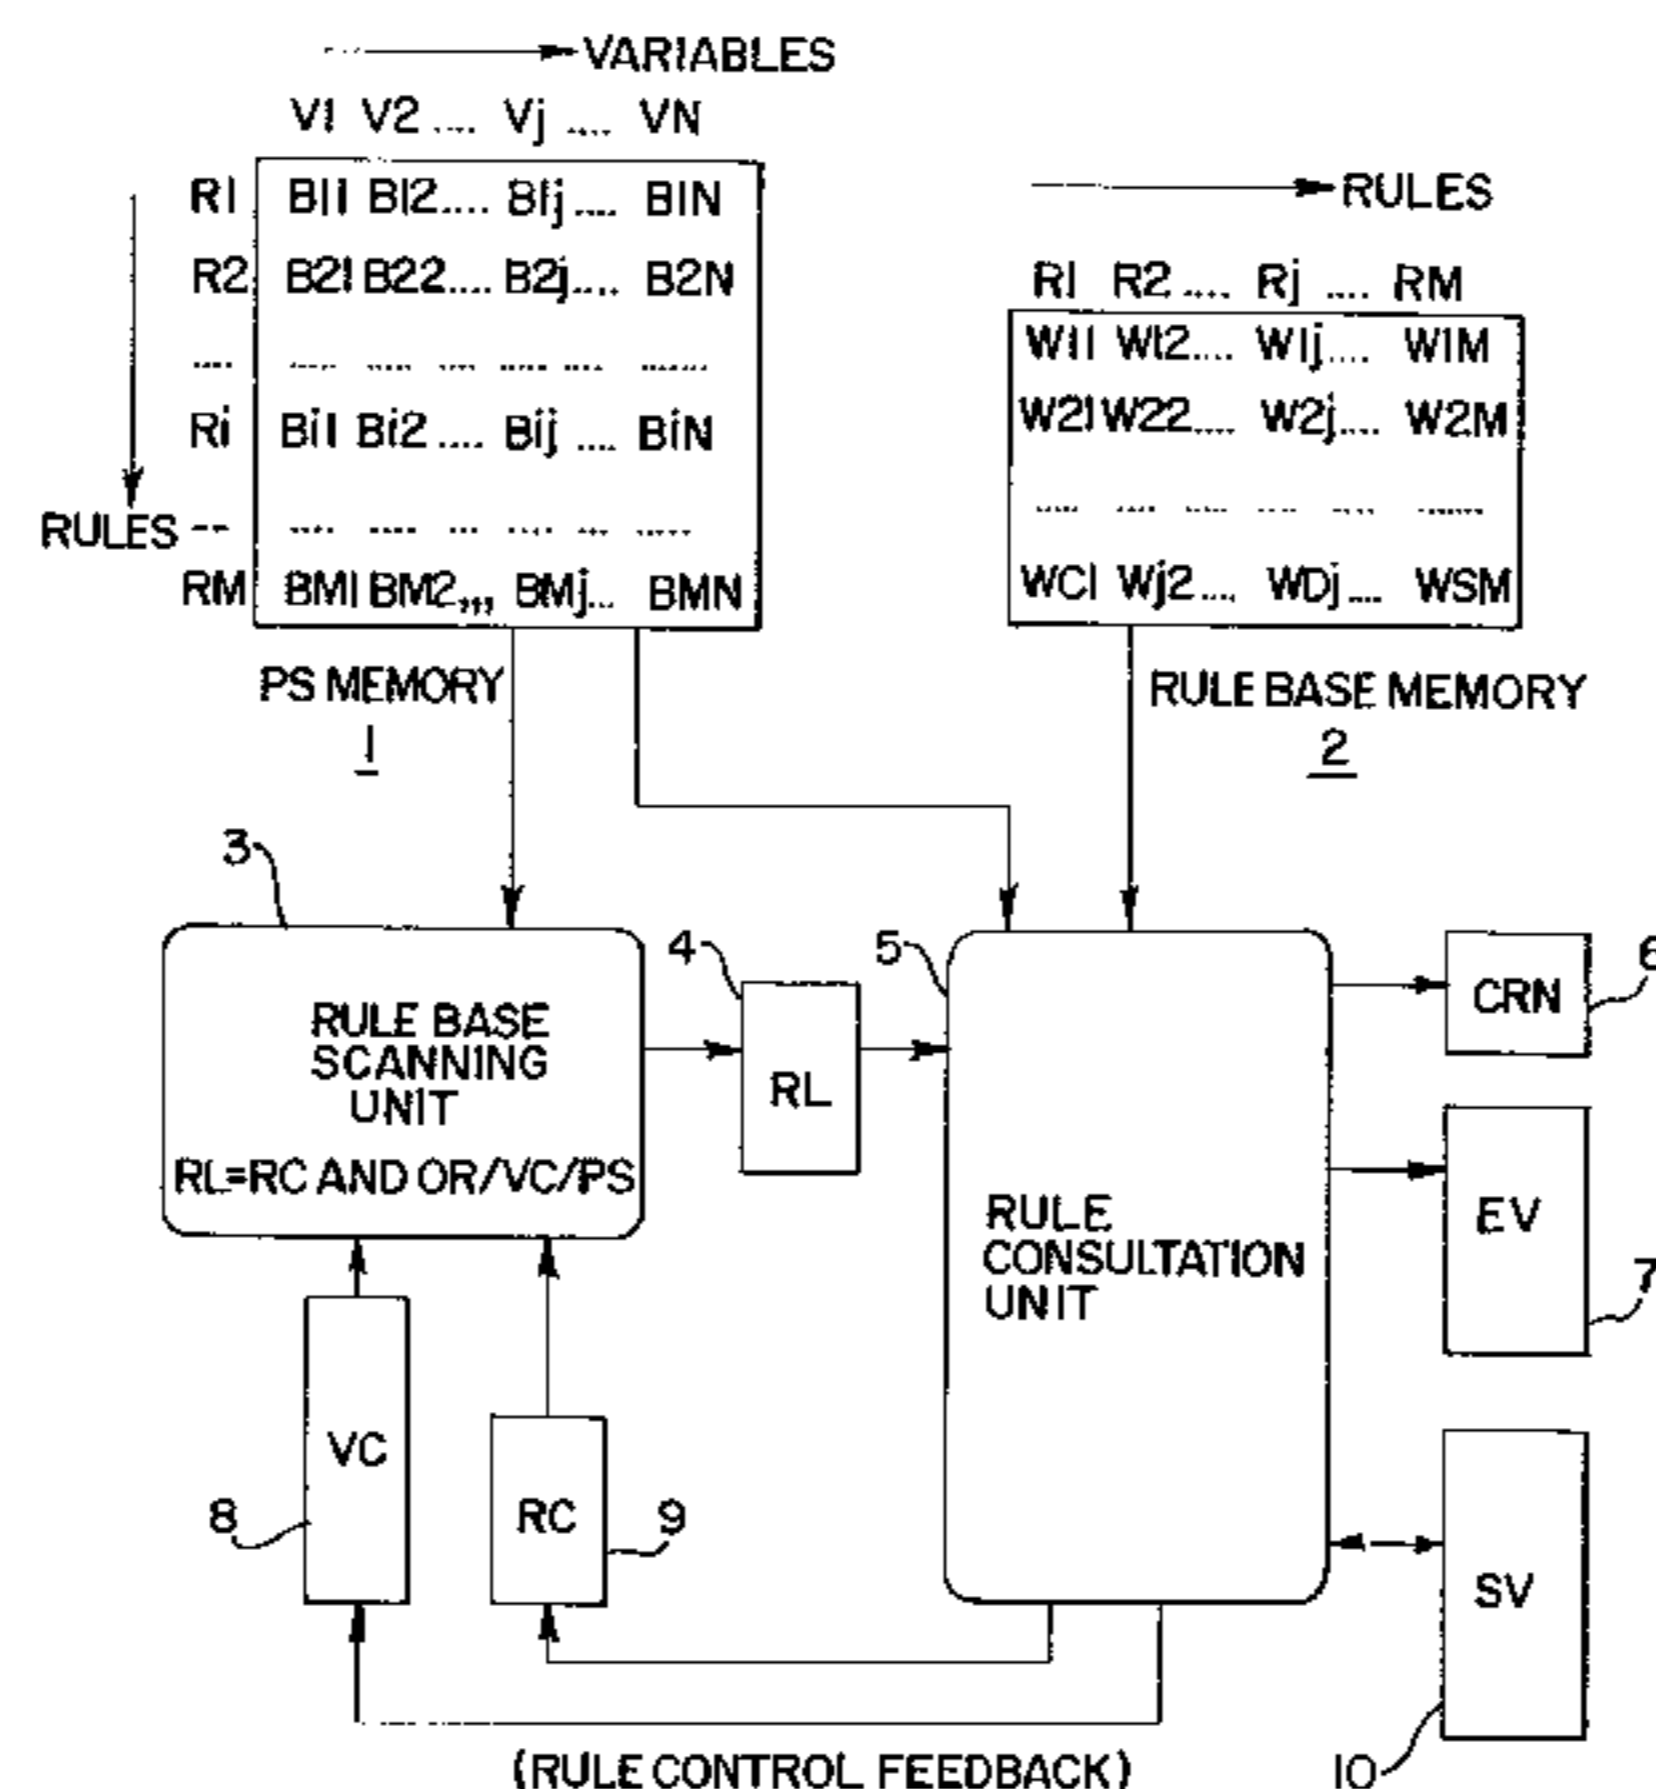 VARIABLES
V1 V2 .... Vj .... VN
R1 B11 B12 .... B1j .... B1N
R2 B21 B22 .... B2j .... B2N
Ri Bi1 Bi2 .... Bij .... BiN
RULES
RM BM1 BM2,,, BMj... BMN
RULES
R1 R2 .... Rj .... RM
W11 W12 .... W1j .... W1M
W21 W22 .... W2j .... W2M
WC1 Wj2 .... WDj .... WSM
PS MEMORY
1
RULE BASE MEMORY
2
3
4
5
6
RULE BASE
SCANNING
UNIT
RL=RC AND OR/VC/PS
RL
RULE
CONSULTATION
UNIT
CRN
EV
7
VC
8
RC
9
SV
10
(RULE CONTROL FEEDBACK)